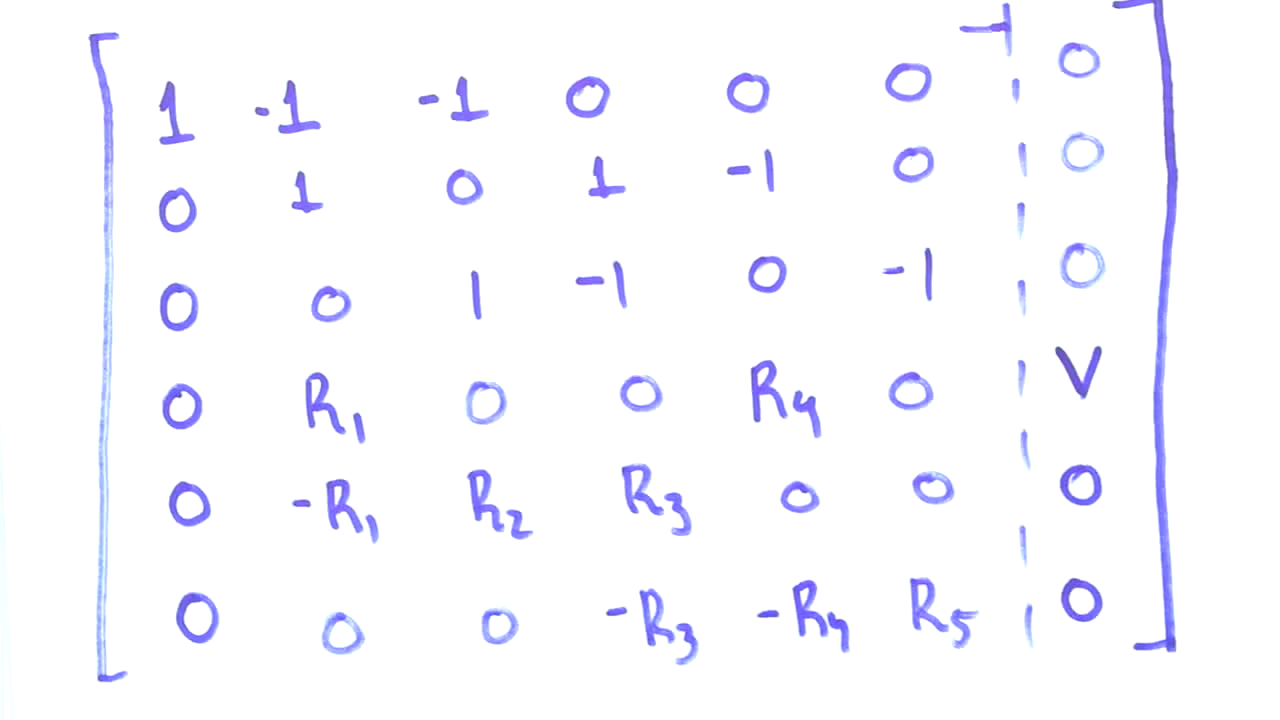 1 -1 -1 0 0 0 0
0 1 0 1 -1 0 0
0 0 1 -1 0 -1 0
0 R₁ 0 0 R₄ 0 V
0 -R₁ R₂ R₃ 0 0 0
0 0 0 -R₃ -R₄ R₅ 0